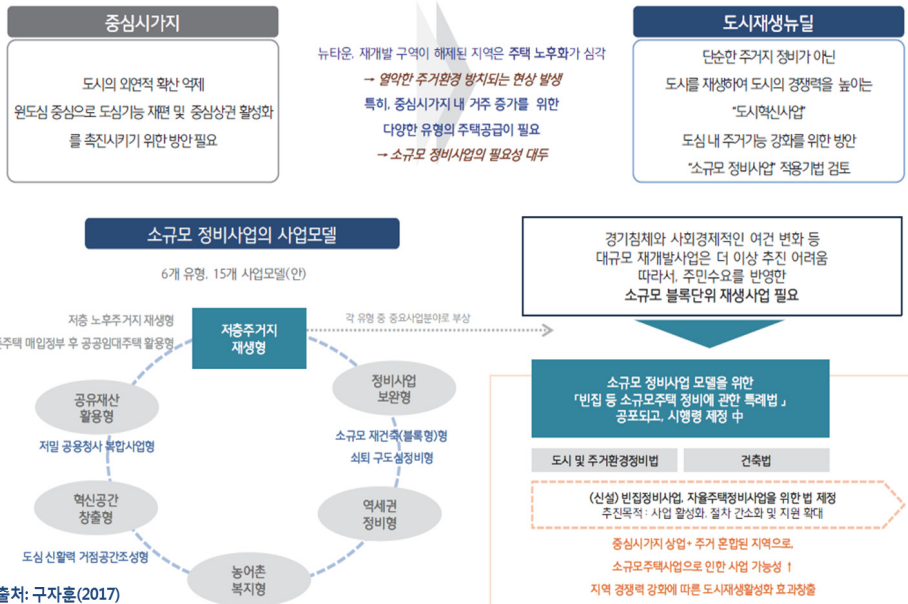 중심시가지
도시의 외연적 확산 억제
원도심 중심으로 도심기능 재편 및 중심상권 활성화
를 촉진시키기 위한 방안 필요
뉴타운, 재개발 구역이 해제된 지역은 주택 노후화가 심각
→ 열악한 주거환경 방치되는 현상 발생
특히, 중심시가지 내 거주 증가를 위한
다양한 유형의 주택공급이 필요
→ 소규모 정비사업의 필요성 대두
도시재생뉴딜
단순한 주거지 정비가 아닌
도시를 재생하여 도시의 경쟁력을 높이는
“도시혁신사업”
도심 내 주거기능 강화를 위한 방안
“소규모 정비사업” 적용기법 검토
소규모 정비사업의 사업모델
6개 유형, 15개 사업모델(안)
저층 노후주거지 재생형
주택 매입정부 후 공공임대주택 활용형
저층주거지
재생형
각 유형 중 중요사업분야로 부상
정비사업
보완형
소규모 재건축(블록형)형
쇠퇴 구도심정비형
역세권
정비형
농어촌
복지형
혁신공간
창출형
도심 신활력 거점공간조성형
공유재산
활용형
저밀 공용청사 복합사업형
출처: 구자훈(2017)
경기침체와 사회경제적인 여건 변화 등
대규모 재개발사업은 더 이상 추진 어려움
따라서, 주민수요를 반영한
소규모 블록단위 재생사업 필요
소규모 정비사업 모델을 위한
「빈집 등 소규모주택 정비에 관한 특례법」
공포되고, 시행령 제정 中
도시 및 주거환경정비법
건축법
(신설) 빈집정비사업, 자율주택정비사업을 위한 법 제정
추진목적 : 사업 활성화, 절차 간소화 및 지원 확대
중심시가지 상업+ 주거 혼합된 지역으로,
소규모주택사업으로 인한 사업 가능성 ↑
지역 경쟁력 강화에 따른 도시재생활성화 효과창출